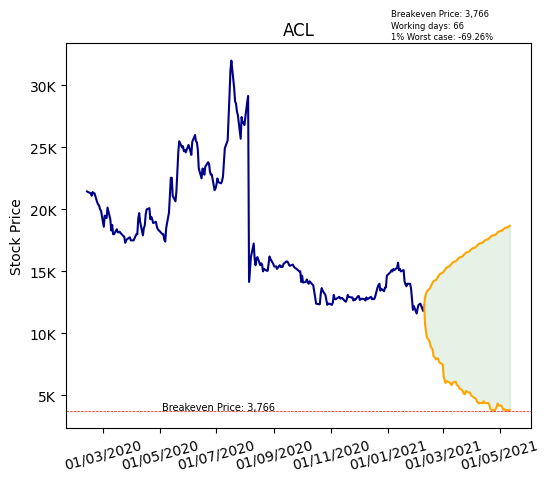 Breakeven Price: 3,766
Working days: 66
1% Worst case: -69.26%
ACL
Stock Price
30K
25K
20K
15K
10K
5K
Breakeven Price: 3,766
01/03/2020
01/05/2020
01/07/2020
01/09/2020
01/11/2020
01/01/2021
01/03/2021
01/05/2021